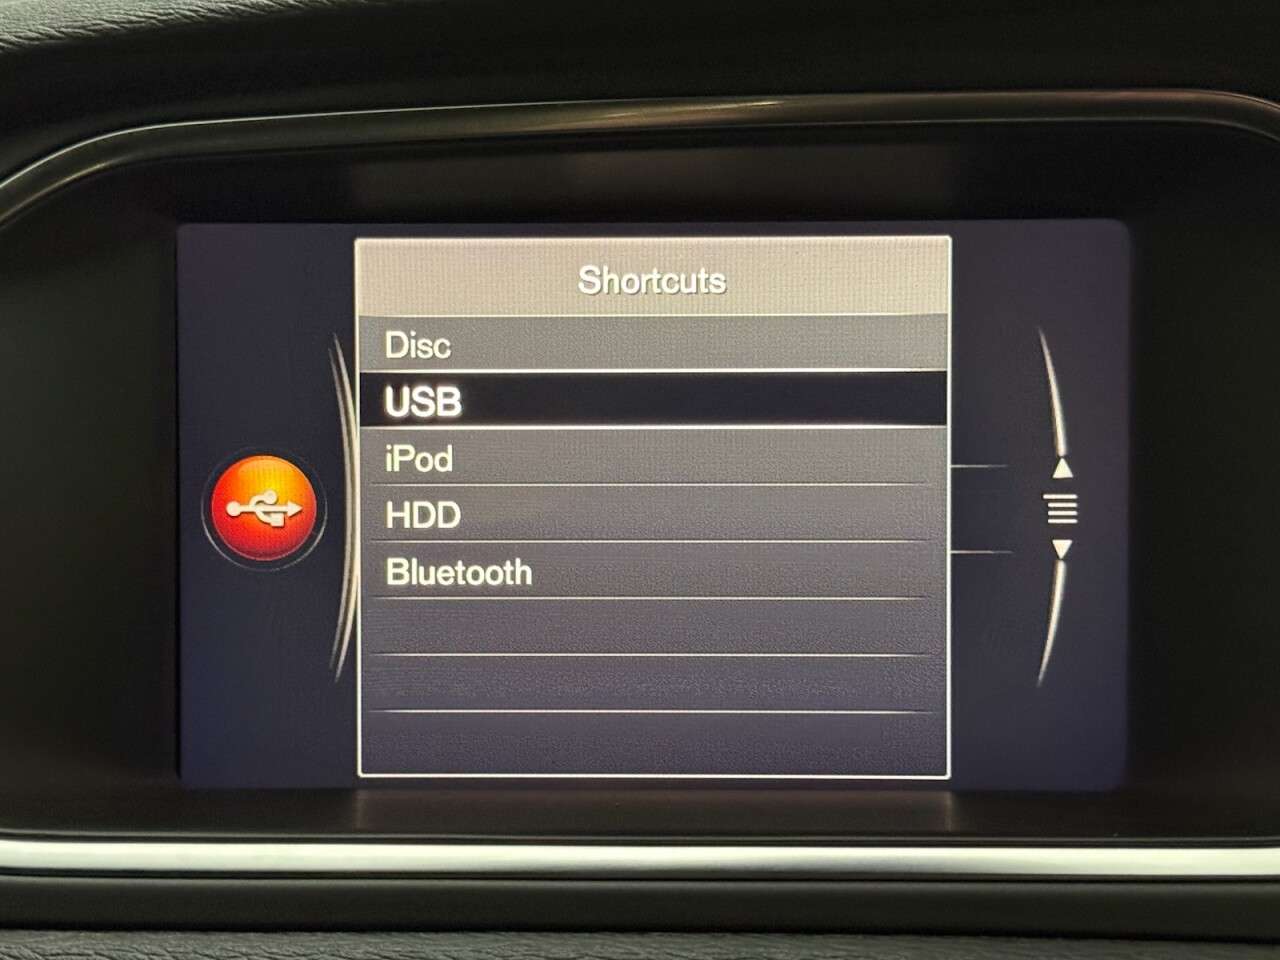 Shortcuts
Disc
USB
iPod
HDD
Bluetooth